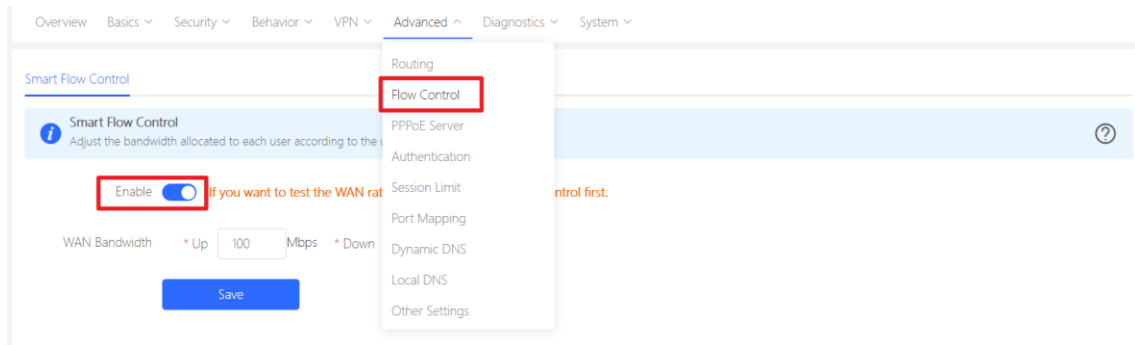 Overview Basics Security Behavior VPN Advanced Diagnostics System
Smart Flow Control
Routing
Flow Control
PPPoE Server
Authentication
Session Limit
Port Mapping
Dynamic DNS
Local DNS
Other Settings
Smart Flow Control
Adjust the bandwidth allocated to each user according to the
Enable If you want to test the WAN rat ntrol first.
WAN Bandwidth * Up 100 Mbps * Down
Save